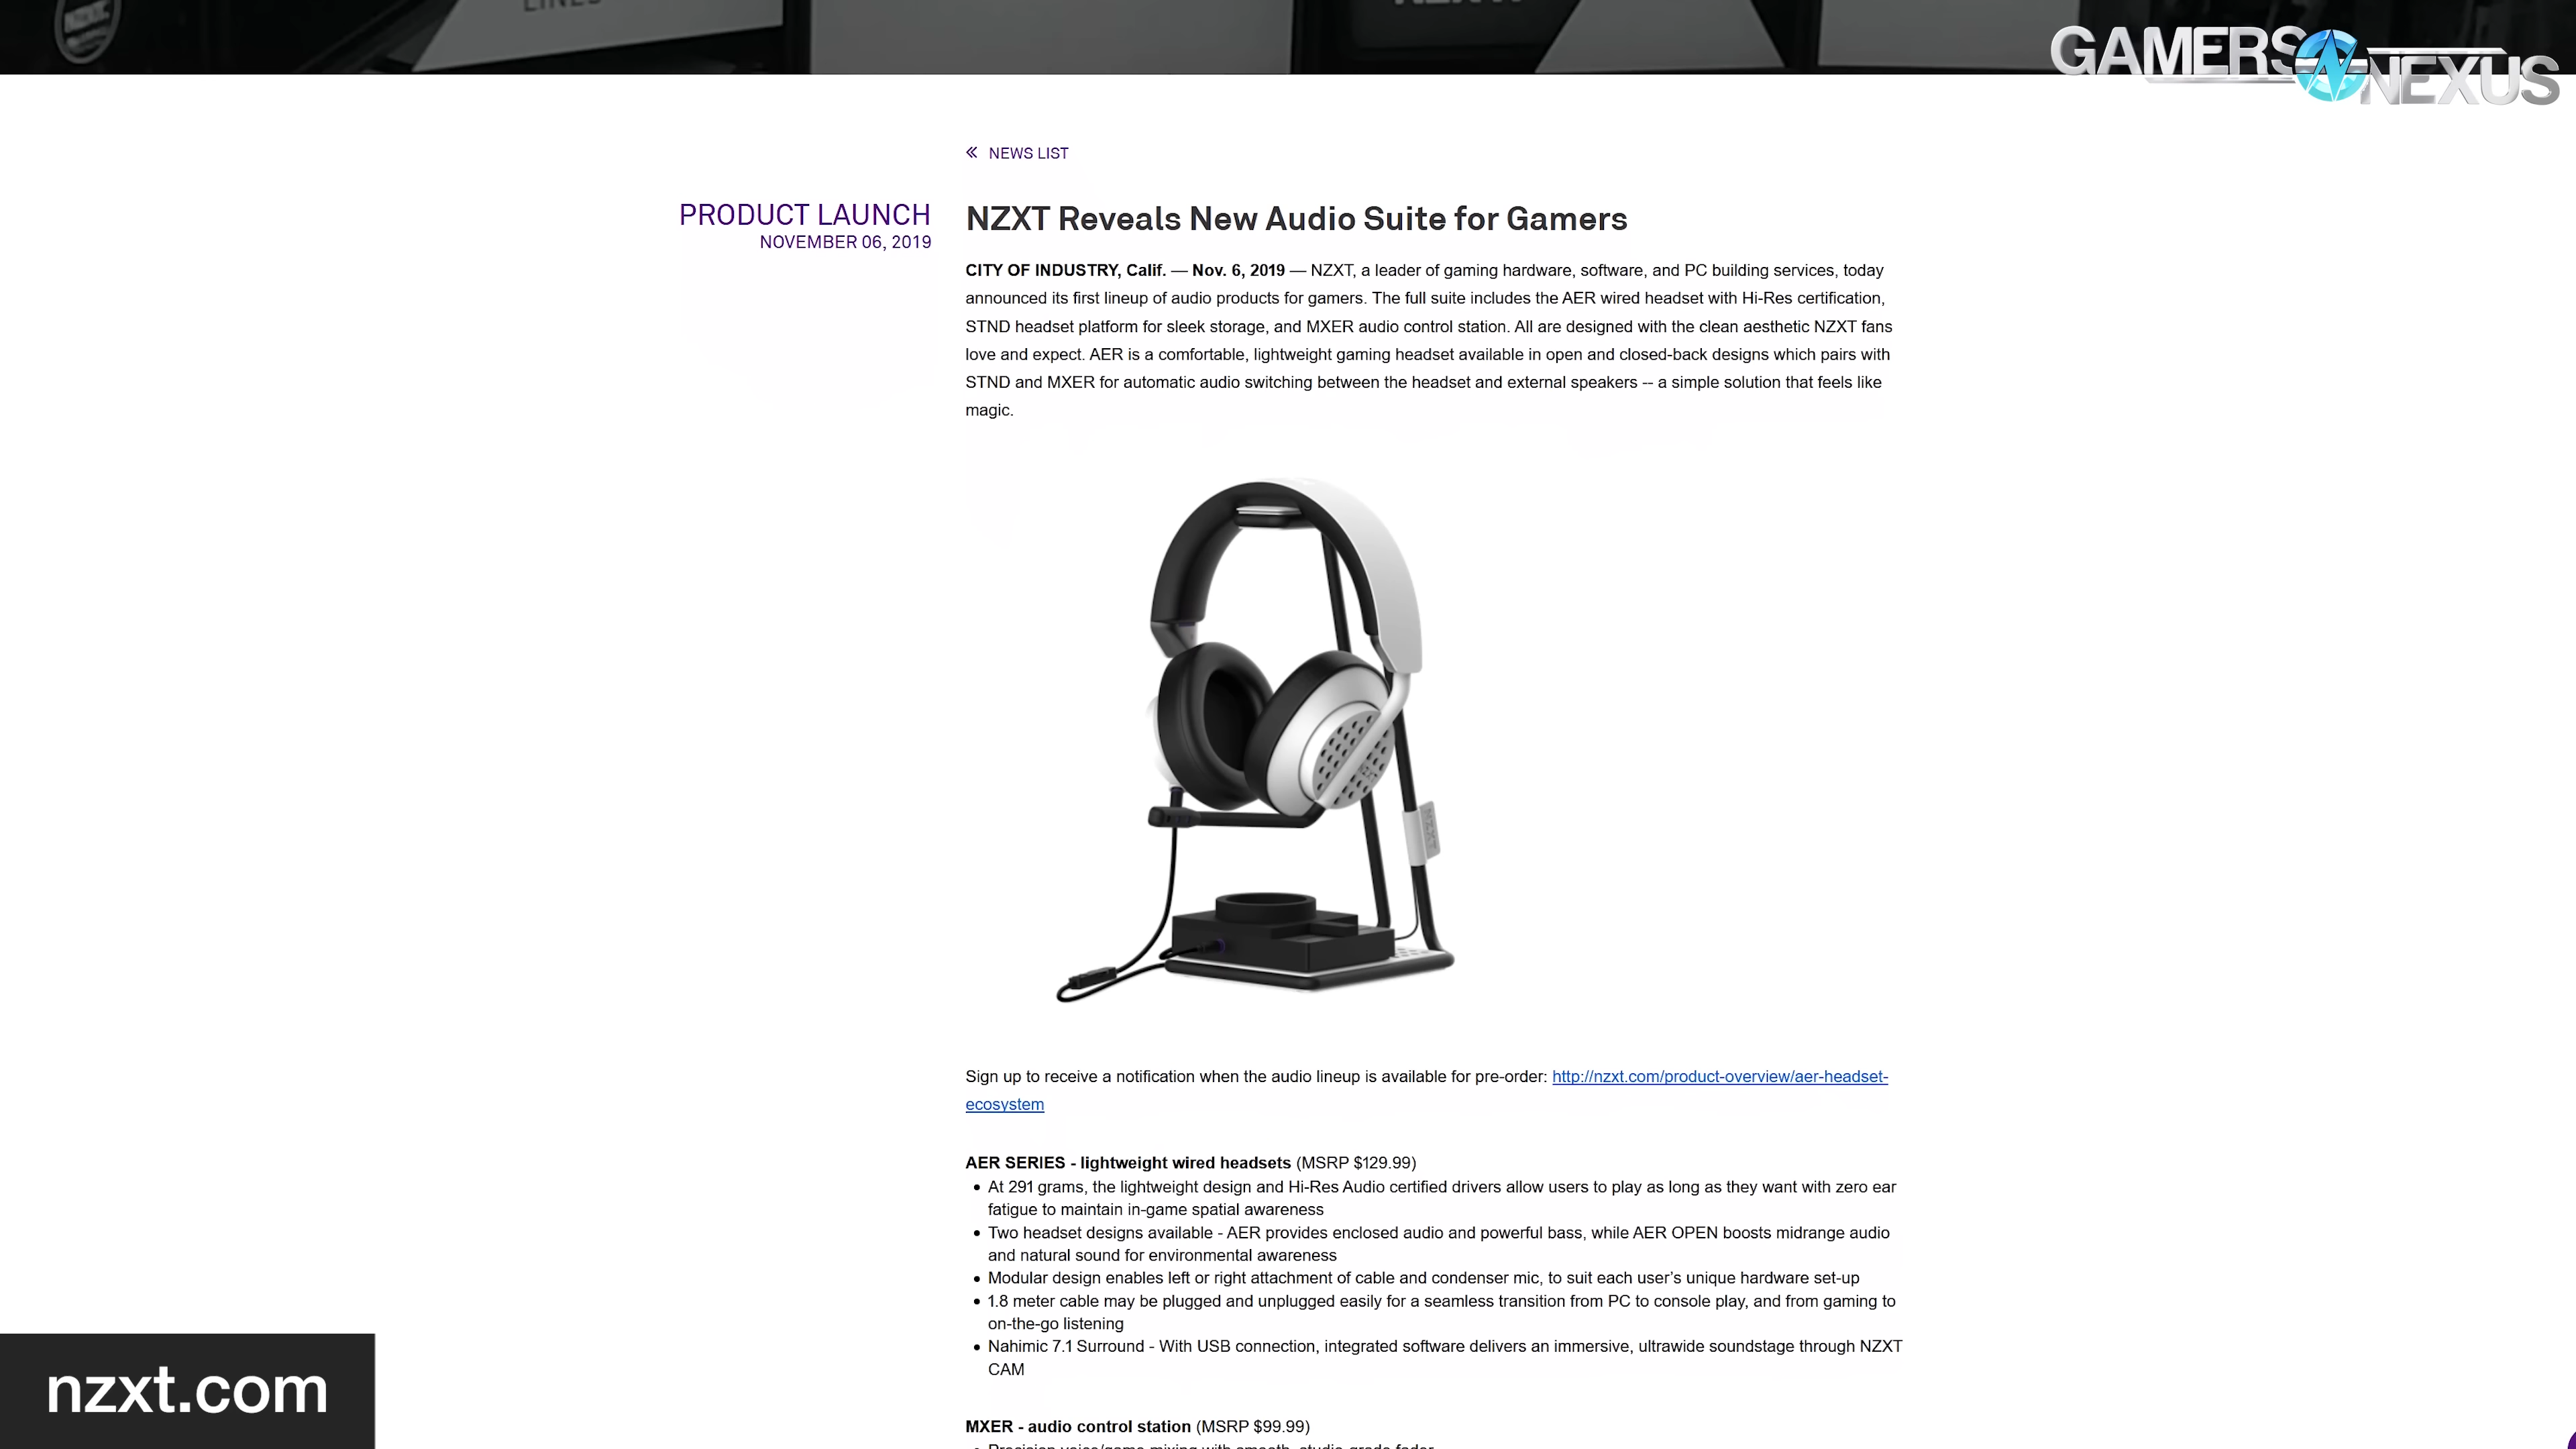 LINES
NZXT
GAMERS NEXUS
« NEWS LIST
PRODUCT LAUNCH
NOVEMBER 06, 2019
NZXT Reveals New Audio Suite for Gamers
CITY OF INDUSTRY, Calif. — Nov. 6, 2019 — NZXT, a leader of gaming hardware, software, and PC building services, today
announced its first lineup of audio products for gamers. The full suite includes the AER wired headset with Hi-Res certification,
STND headset platform for sleek storage, and MXER audio control station. All are designed with the clean aesthetic NZXT fans
love and expect. AER is a comfortable, lightweight gaming headset available in open and closed-back designs which pairs with
STND and MXER for automatic audio switching between the headset and external speakers -- a simple solution that feels like
magic.
NZXT
Sign up to receive a notification when the audio lineup is available for pre-order: http://nzxt.com/product-overview/aer-headset-
ecosystem
AER SERIES - lightweight wired headsets (MSRP $129.99)
• At 291 grams, the lightweight design and Hi-Res Audio certified drivers allow users to play as long as they want with zero ear
fatigue to maintain in-game spatial awareness
• Two headset designs available - AER provides enclosed audio and powerful bass, while AER OPEN boosts midrange audio
and natural sound for environmental awareness
• Modular design enables left or right attachment of cable and condenser mic, to suit each user’s unique hardware set-up
• 1.8 meter cable may be plugged and unplugged easily for a seamless transition from PC to console play, and from gaming to
on-the-go listening
• Nahimic 7.1 Surround - With USB connection, integrated software delivers an immersive, ultrawide soundstage through NZXT
CAM
MXER - audio control station (MSRP $99.99)
• Precision voice/game mixing with smooth, studio-grade fader
nzxt.com